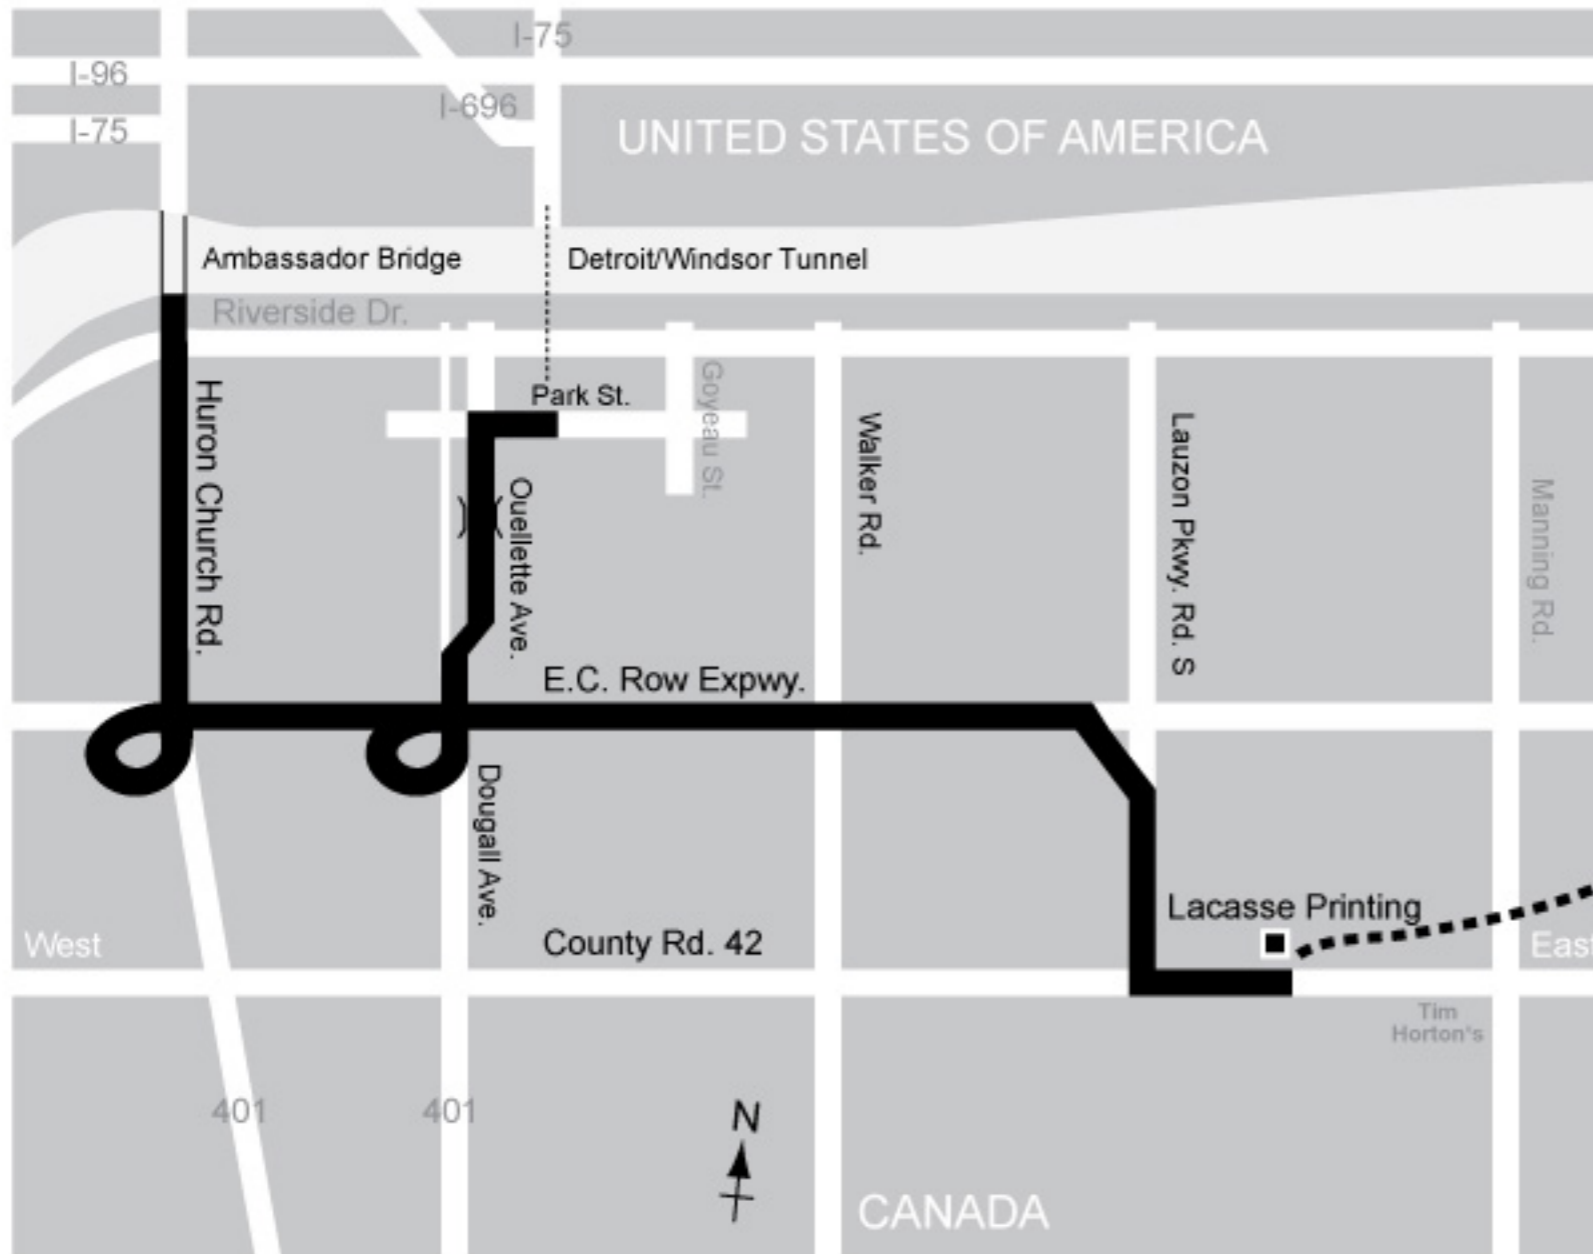 I-75
I-96
I-696
I-75
UNITED STATES OF AMERICA
Ambassador Bridge
Detroit/Windsor Tunnel
Riverside Dr.
Park St.
Huron Church Rd.
Ouellette Ave.
Goyeau St.
Walker Rd.
Lauzon Pkwy. Rd. S
Manning Rd.
E.C. Row Expwy.
Dougall Ave.
Lacasse Printing
West
County Rd. 42
East
Tim
Horton's
401
401
N
CANADA